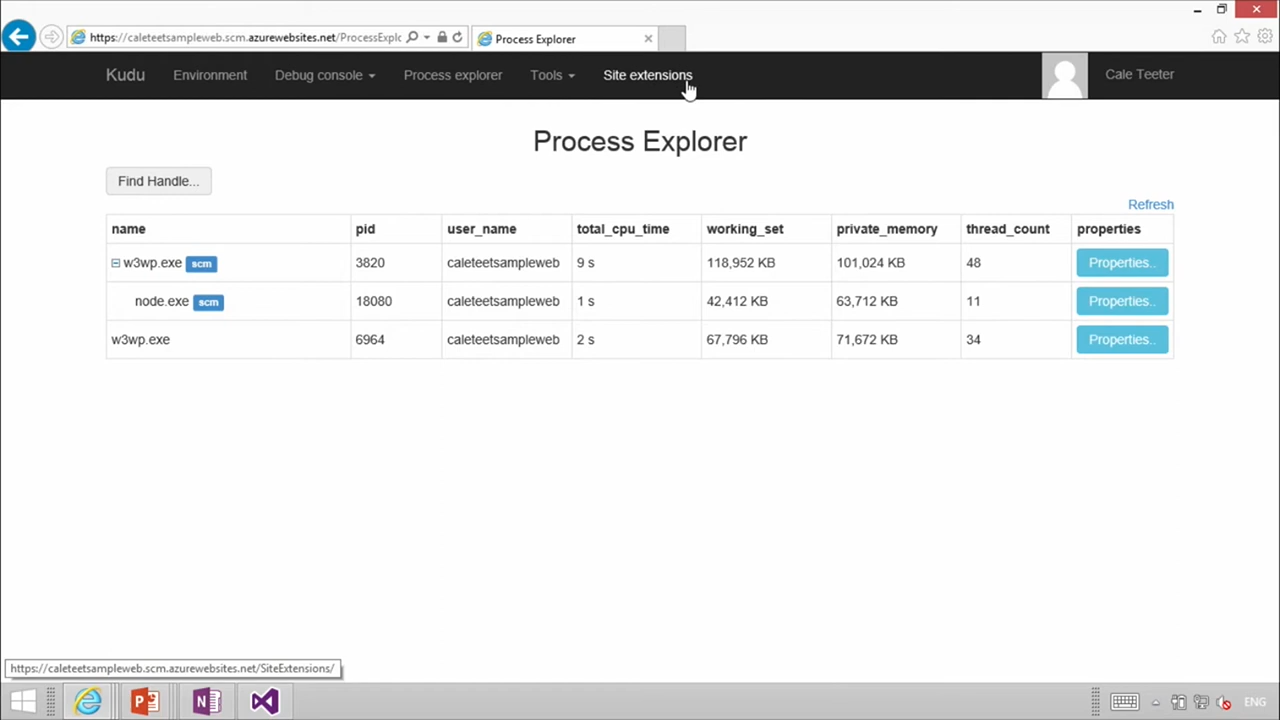 https://caleteetsampleweb.scm.azurewebsites.net/ProcessExplc
Process Explorer
Kudu Environment Debug console Process explorer Tools Site extensions Cale Teeter
Process Explorer
Find Handle...
Refresh
name pid user_name total_cpu_time working_set private_memory thread_count properties
w3wp.exe scm 3820 caleteetsampleweb 9 s 118,952 KB 101,024 KB 48 Properties..
node.exe scm 18080 caleteetsampleweb 1 s 42,412 KB 63,712 KB 11 Properties..
w3wp.exe 6964 caleteetsampleweb 2 s 67,796 KB 71,672 KB 34 Properties..
https://caleteetsampleweb.scm.azurewebsites.net/SiteExtensions/
ENG